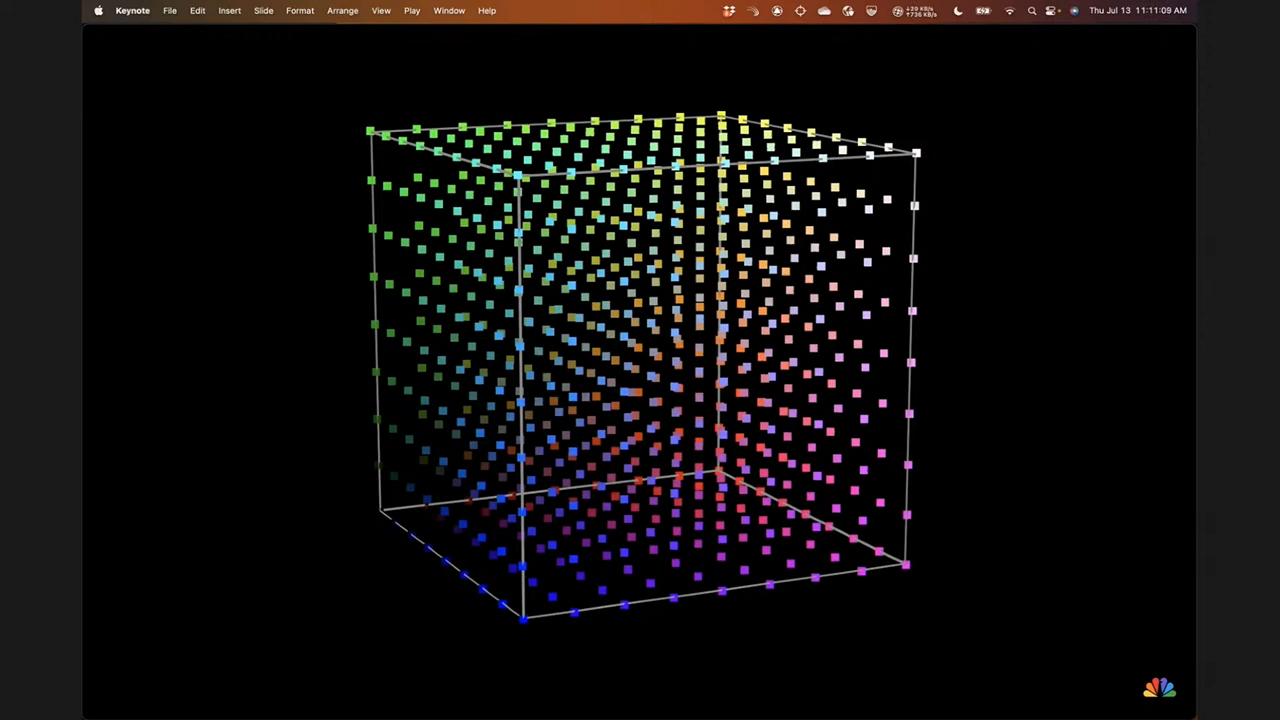 Keynote File Edit Insert Slide Format Arrange View Play Window Help
Thu Jul 13 11:11:09 AM